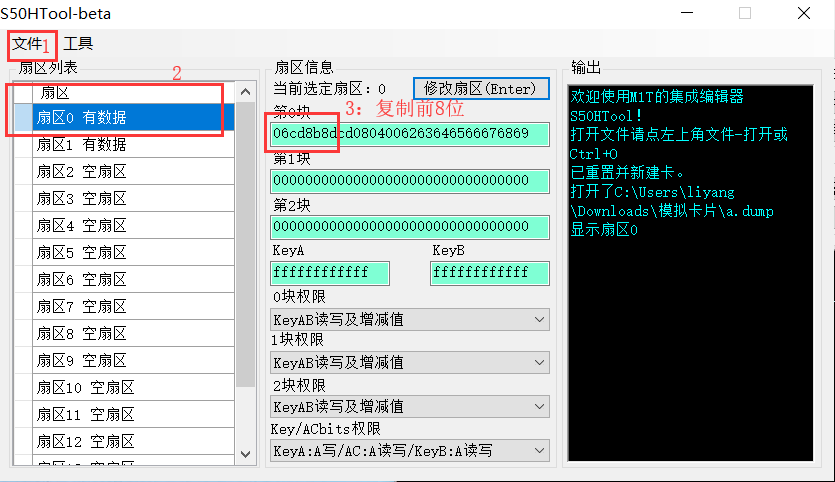 S50HTool-beta
文件1 工具
扇区列表
2
扇区
扇区0 有数据
扇区1 有数据
扇区2 空扇区
扇区3 空扇区
扇区4 空扇区
扇区5 空扇区
扇区6 空扇区
扇区7 空扇区
扇区8 空扇区
扇区9 空扇区
扇区10 空扇区
扇区11 空扇区
扇区12 空扇区
扇区信息
当前选定扇区：0 修改扇区(Enter)
第0块 3：复制前8位
06cd8b8dcd0804006263646566676869
第1块
00000000000000000000000000000000
第2块
00000000000000000000000000000000
KeyA KeyB
ffffffffffff ffffffffffff
0块权限
KeyAB读写及增减值
1块权限
KeyAB读写及增减值
2块权限
KeyAB读写及增减值
Key/ACbits权限
KeyA:A写/AC:A读写/KeyB:A读写
输出
欢迎使用M1T的集成编辑器
S50HTool！
打开文件请点左上角文件-打开或
Ctrl+O
已重置并新建卡。
打开了C:\Users\liyang
\Downloads\模拟卡片\a.dump
显示扇区0